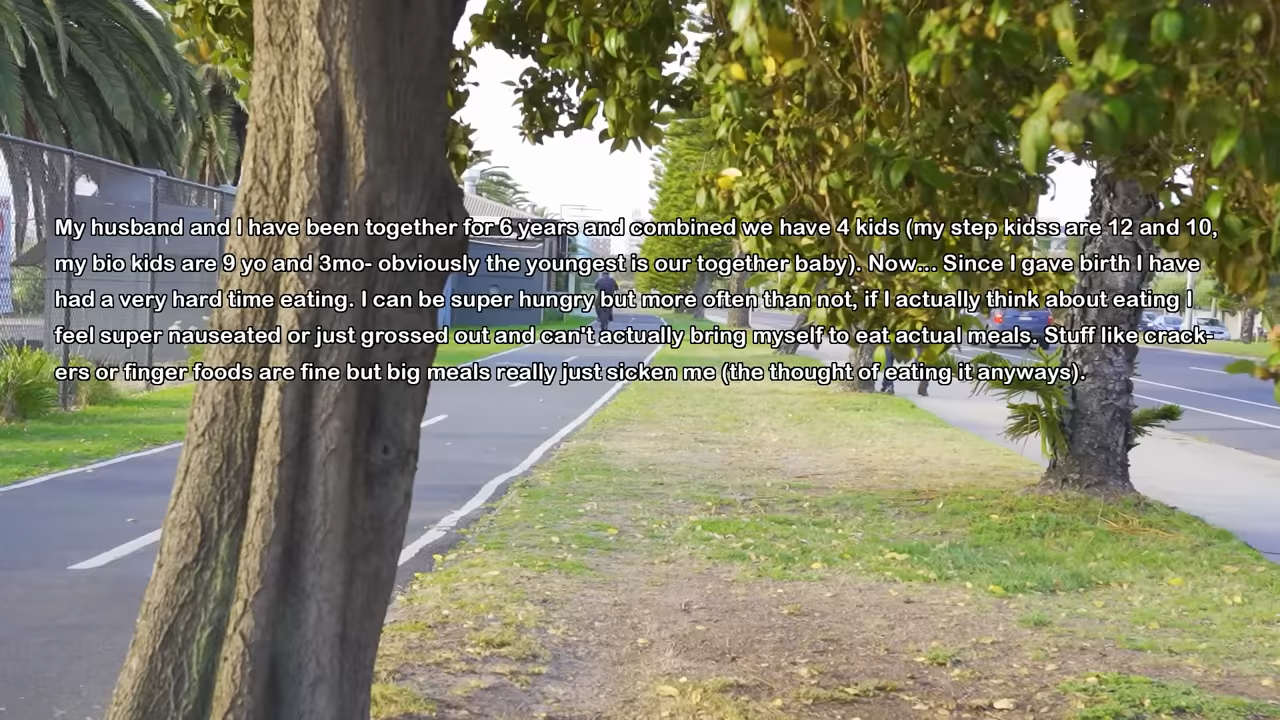 My husband and I have been together for 6 years and combined we have 4 kids (my step kidss are 12 and 10,
my bio kids are 9 yo and 3mo- obviously the youngest is our together baby). Now... Since I gave birth I have
had a very hard time eating. I can be super hungry but more often than not, if I actually think about eating I
feel super nauseated or just grossed out and can't actually bring myself to eat actual meals. Stuff like crack-
ers or finger foods are fine but big meals really just sicken me (the thought of eating it anyways).